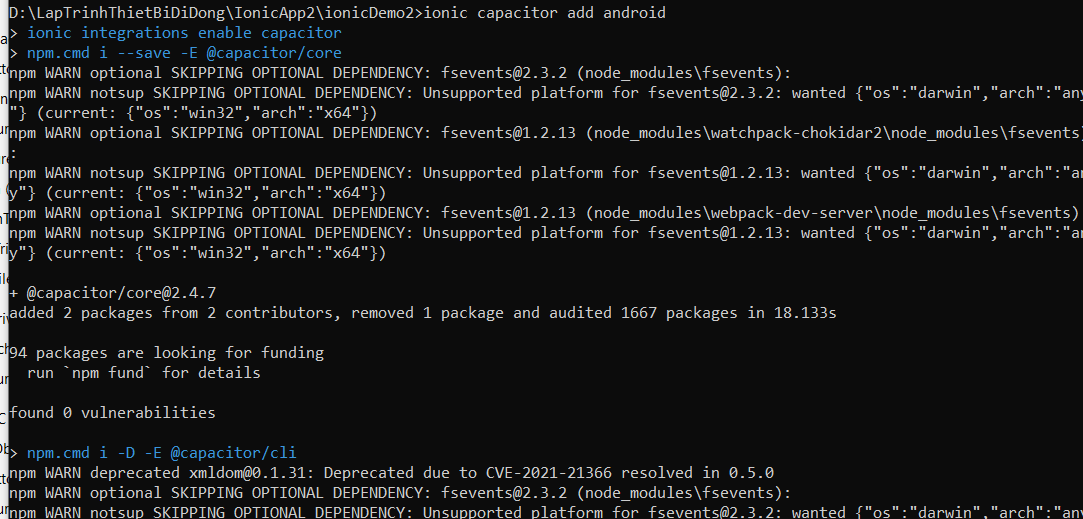 D:\LapTrinhThietBiDiDong\IonicApp2\ionicDemo2>ionic capacitor add android
> ionic integrations enable capacitor
> npm.cmd i --save -E @capacitor/core
npm WARN optional SKIPPING OPTIONAL DEPENDENCY: fsevents@2.3.2 (node_modules\fsevents):
npm WARN notsup SKIPPING OPTIONAL DEPENDENCY: Unsupported platform for fsevents@2.3.2: wanted {"os":"darwin","arch":"any
"} (current: {"os":"win32","arch":"x64"})
npm WARN optional SKIPPING OPTIONAL DEPENDENCY: fsevents@1.2.13 (node_modules\watchpack-chokidar2\node_modules\fsevents)
:
npm WARN notsup SKIPPING OPTIONAL DEPENDENCY: Unsupported platform for fsevents@1.2.13: wanted {"os":"darwin","arch":"an
y"} (current: {"os":"win32","arch":"x64"})
npm WARN optional SKIPPING OPTIONAL DEPENDENCY: fsevents@1.2.13 (node_modules\webpack-dev-server\node_modules\fsevents)
npm WARN notsup SKIPPING OPTIONAL DEPENDENCY: Unsupported platform for fsevents@1.2.13: wanted {"os":"darwin","arch":"an
y"} (current: {"os":"win32","arch":"x64"})
+ @capacitor/core@2.4.7
added 2 packages from 2 contributors, removed 1 package and audited 1667 packages in 18.133s
94 packages are looking for funding
run `npm fund` for details
found 0 vulnerabilities
> npm.cmd i -D -E @capacitor/cli
npm WARN deprecated xmldom@0.1.31: Deprecated due to CVE-2021-21366 resolved in 0.5.0
npm WARN optional SKIPPING OPTIONAL DEPENDENCY: fsevents@2.3.2 (node_modules\fsevents):
npm WARN notsup SKIPPING OPTIONAL DEPENDENCY: Unsupported platform for fsevents@2.3.2: wanted {"os":"darwin","arch":"any